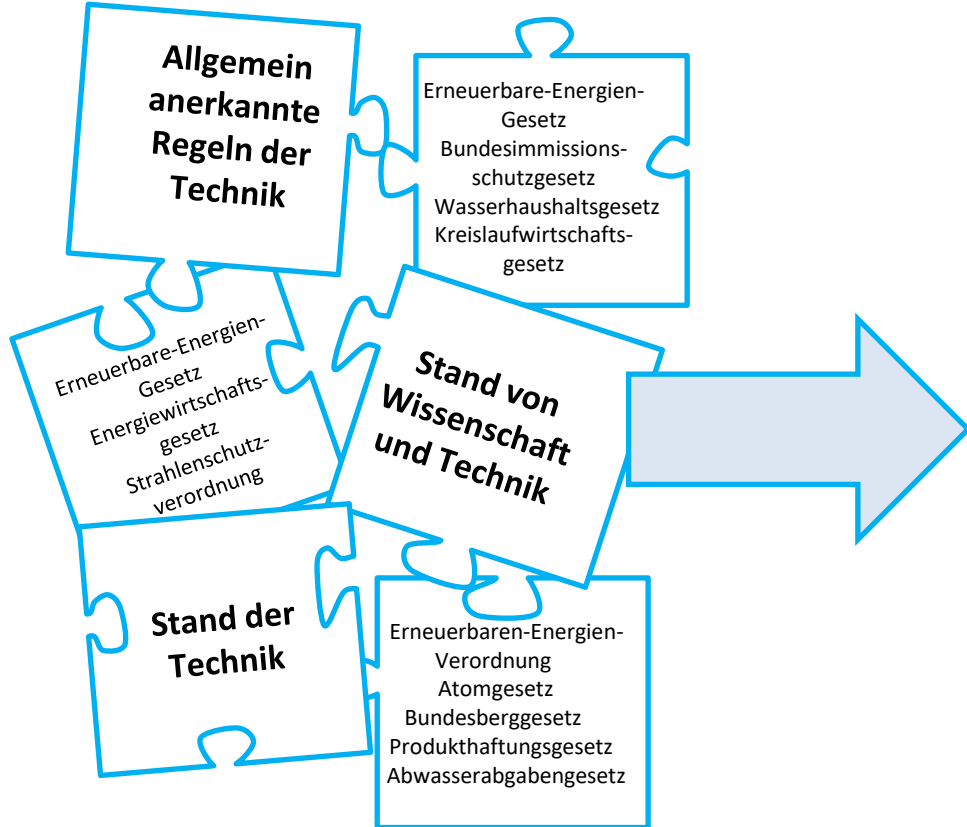 Allgemein
anerkannte
Regeln der
Technik
Erneuerbare-Energien-
Gesetz
Bundesimmissions-
schutzgesetz
Wasserhaushaltsgesetz
Kreislaufwirtschafts-
gesetz
Erneuerbare-Energien-
Gesetz
Energiewirtschafts-
gesetz
Strahlenschutz-
verordnung
Stand von
Wissenschaft
und Technik
Stand der
Technik
Erneuerbaren-Energien-
Verordnung
Atomgesetz
Bundesberggesetz
Produkthaftungsgesetz
Abwasserabgabengesetz